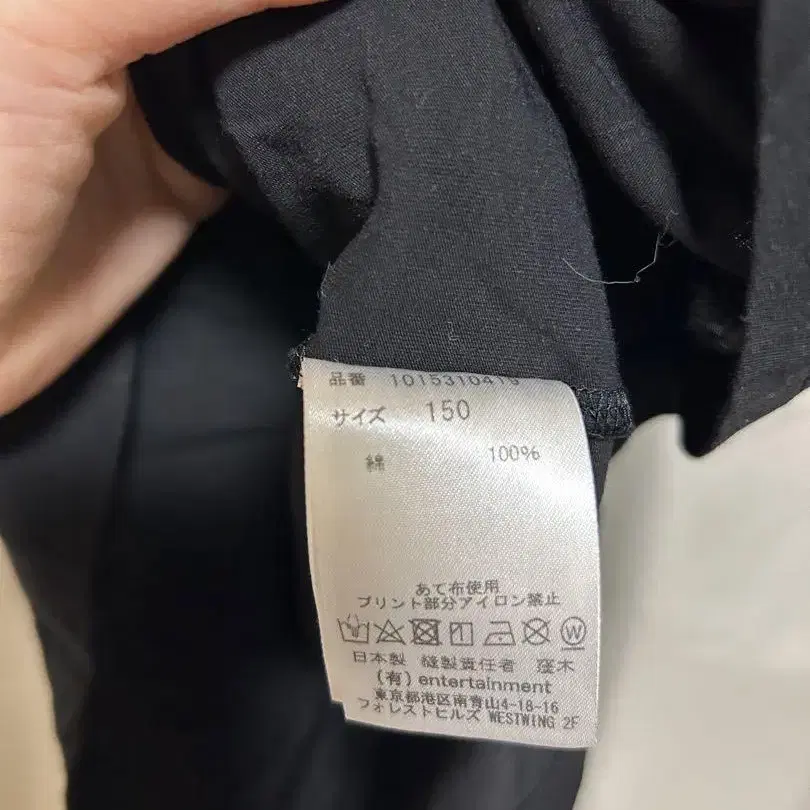 品番 1015310419
サイズ 150
綿 100%
あて布使用
プリント部分アイロン禁止
W
日本製 縫製責任者 窪木
(有) entertainment
東京都港区南青山4-18-16
フォレストヒルズ WESTWING 2F